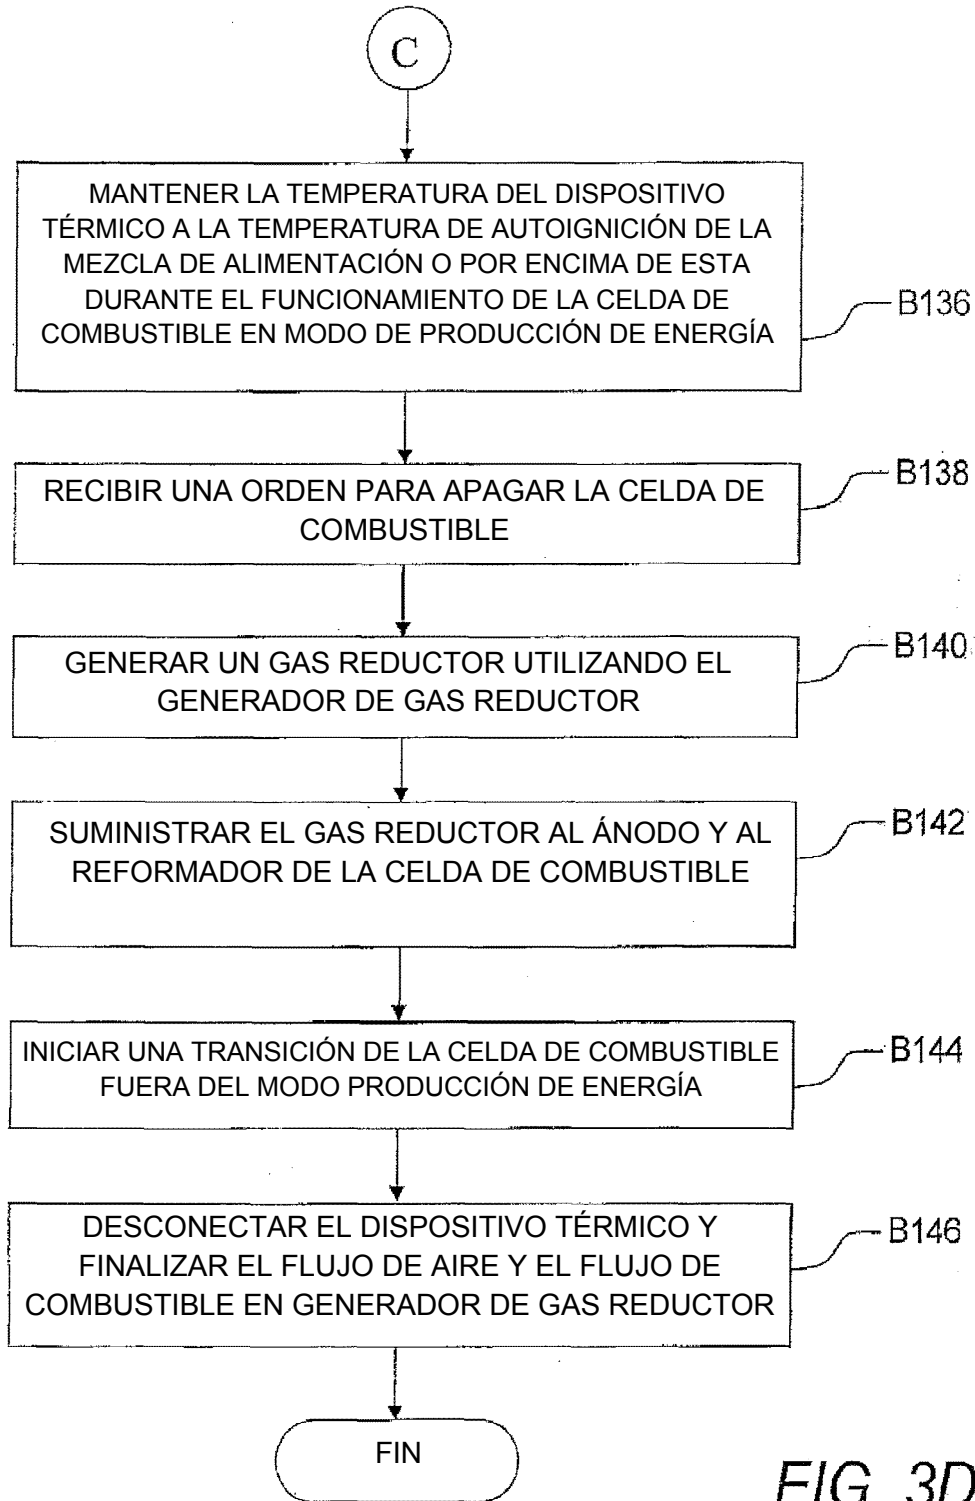 C
MANTENER LA TEMPERATURA DEL DISPOSITIVO
TÉRMICO A LA TEMPERATURA DE AUTOIGNICIÓN DE LA
MEZCLA DE ALIMENTACIÓN O POR ENCIMA DE ESTA
DURANTE EL FUNCIONAMIENTO DE LA CELDA DE
COMBUSTIBLE EN MODO DE PRODUCCIÓN DE ENERGÍA
B136
RECIBIR UNA ORDEN PARA APAGAR LA CELDA DE
COMBUSTIBLE
B138
GENERAR UN GAS REDUCTOR UTILIZANDO EL
GENERADOR DE GAS REDUCTOR
B140
SUMINISTRAR EL GAS REDUCTOR AL ÁNODO Y AL
REFORMADOR DE LA CELDA DE COMBUSTIBLE
B142
INICIAR UNA TRANSICIÓN DE LA CELDA DE COMBUSTIBLE
FUERA DEL MODO PRODUCCIÓN DE ENERGÍA
B144
DESCONECTAR EL DISPOSITIVO TÉRMICO Y
FINALIZAR EL FLUJO DE AIRE Y EL FLUJO DE
COMBUSTIBLE EN GENERADOR DE GAS REDUCTOR
B146
FIN
FIG. 3D